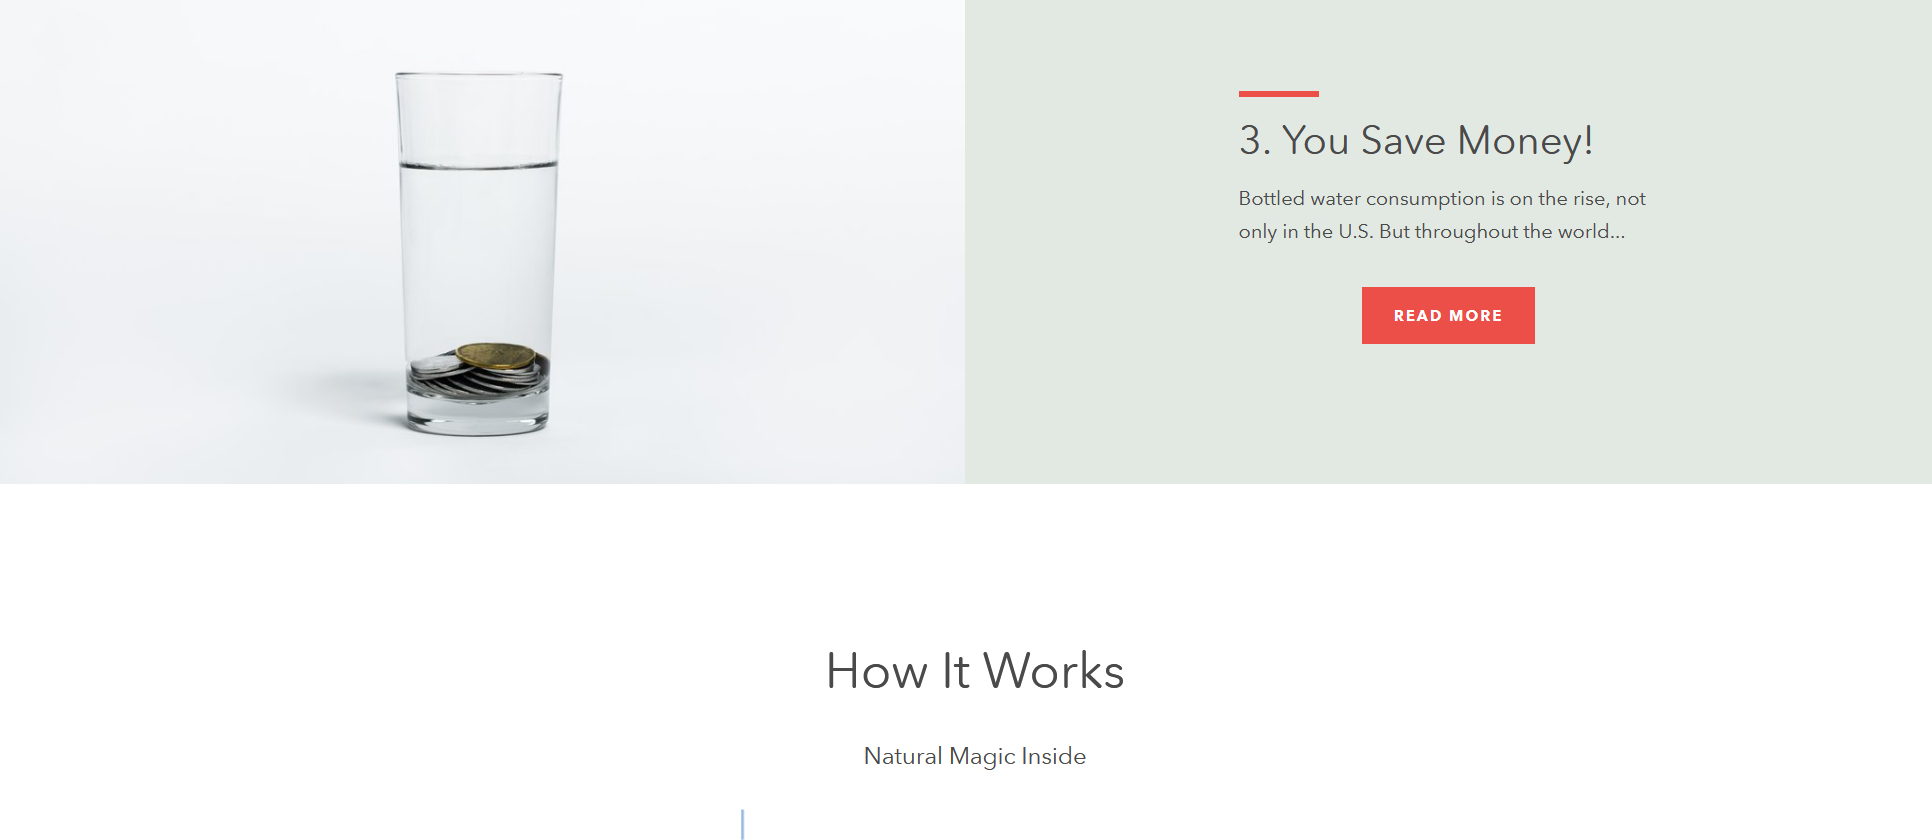 3. You Save Money!
Bottled water consumption is on the rise, not
only in the U.S. But throughout the world...
READ MORE
How It Works
Natural Magic Inside